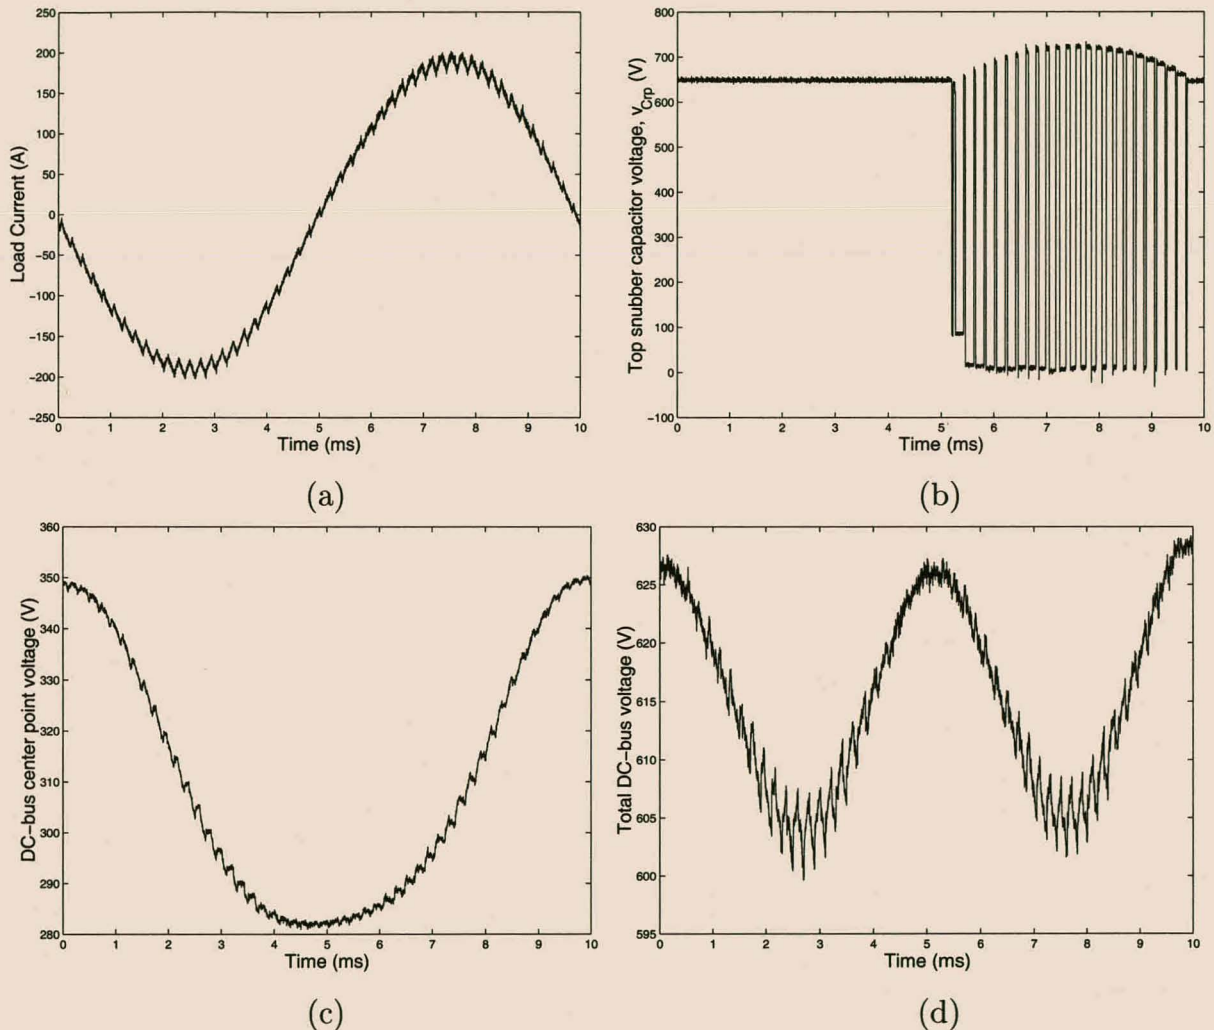 250
200
150
100
50
0
−50
−100
−150
−200
−250
Load Current (A)
0 1 2 3 4 5 6 7 8 9 10
Time (ms)
(a)
800
700
600
500
400
300
200
100
0
−100
Top snubber capacitor voltage, v_Crp (V)
0 1 2 3 4 5 6 7 8 9 10
Time (ms)
(b)
360
350
340
330
320
310
300
290
280
DC−bus center point voltage (V)
0 1 2 3 4 5 6 7 8 9 10
Time (ms)
(c)
630
625
620
615
610
605
600
595
Total DC−bus voltage (V)
0 1 2 3 4 5 6 7 8 9 10
Time (ms)
(d)